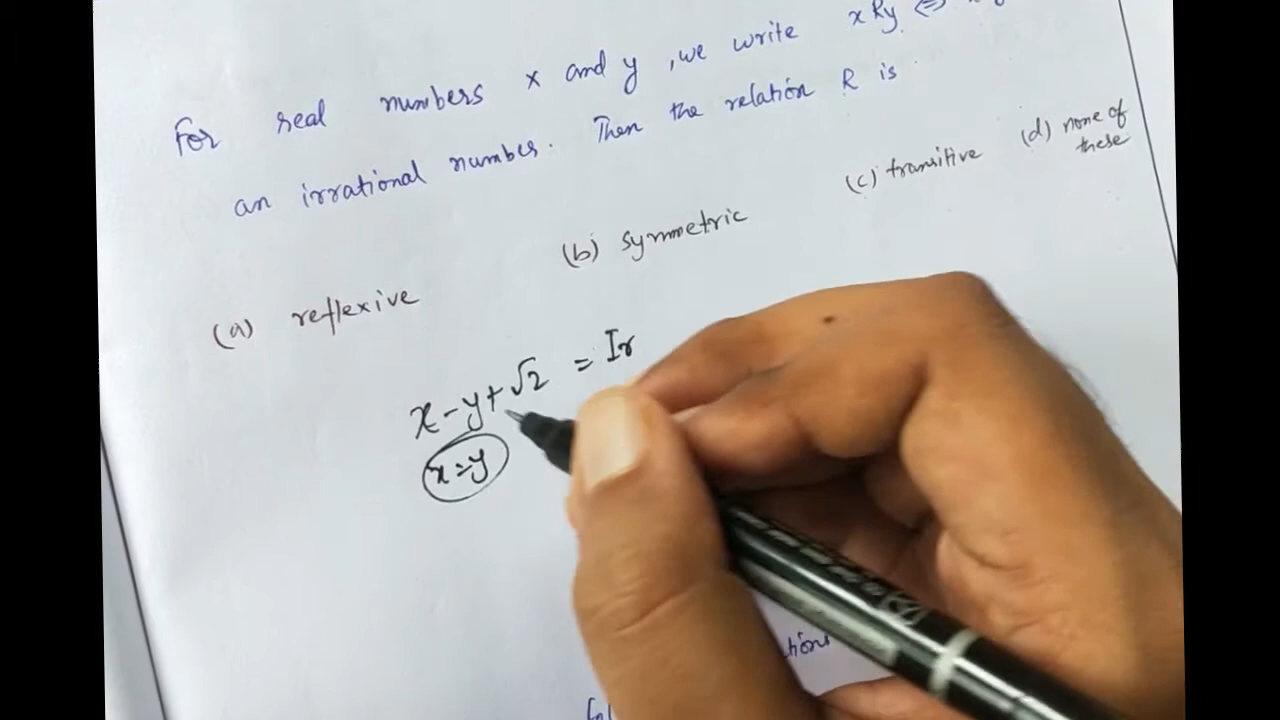 For real numbers x and y, we write xRy ⇔
an irrational number. Then the relation R is
(a) reflexive (b) symmetric (c) transitive (d) none of
these
x-y+√2 = Ir
x=y